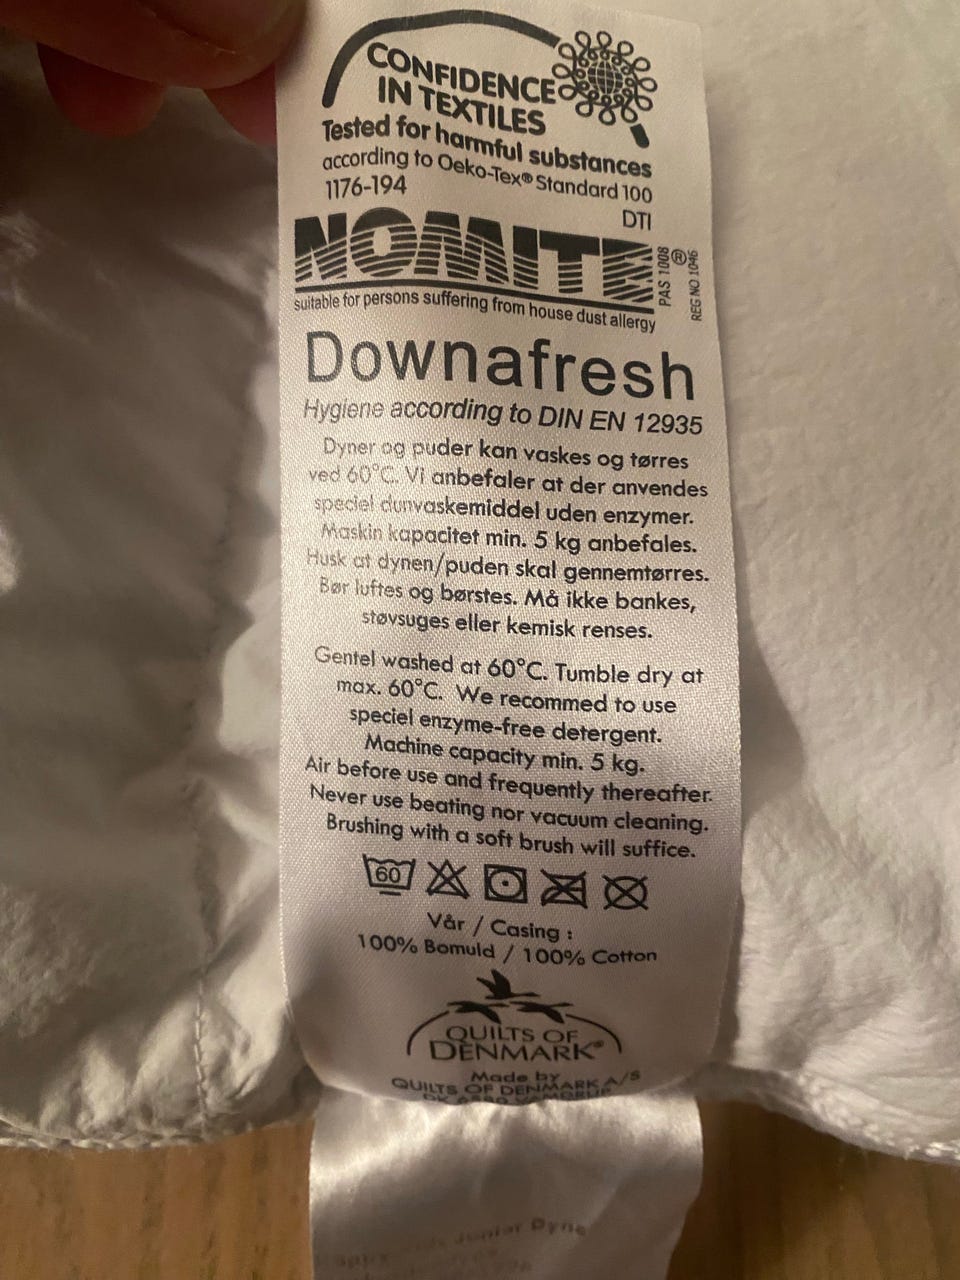 CONFIDENCE
IN TEXTILES
Tested for harmful substances
according to Oeko-Tex® Standard 100
1176-194
DTI
NOMITE
®
PAS 1008
REG NO 1046
suitable for persons suffering from house dust allergy
Downafresh
Hygiene according to DIN EN 12935
Dyner og puder kan vaskes og tørres
ved 60°C. Vi anbefaler at der anvendes
speciel dunvaskemiddel uden enzymer.
Maskin kapacitet min. 5 kg anbefales.
Husk at dynen/puden skal gennemtørres.
Bør luftes og børstes. Må ikke bankes,
støvsuges eller kemisk renses.
Gentel washed at 60°C. Tumble dry at
max. 60°C. We recommed to use
speciel enzyme-free detergent.
Machine capacity min. 5 kg.
Air before use and frequently thereafter.
Never use beating nor vacuum cleaning.
Brushing with a soft brush will suffice.
60
Vår / Casing :
100% Bomuld / 100% Cotton
QUILTS OF
DENMARK®
Made by
QUILTS OF DENMARK A/S
Junior Dyne